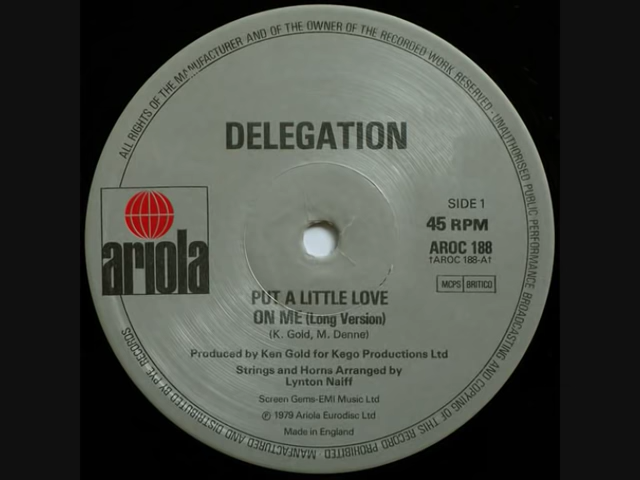 ALL RIGHTS OF THE MANUFACTURER AND OF THE OWNER OF THE RECORDED WORK RESERVED · UNAUTHORISED PUBLIC PERFORMANCE BROADCASTING AND COPYING OF THIS RECORD PROHIBITED · MANUFACTURED AND DISTRIBUTED BY PYE RECORDS
DELEGATION
SIDE 1
45 RPM
AROC 188
†AROC 188-A†
MCPS BRITICO
ariola
PUT A LITTLE LOVE
ON ME (Long Version)
(K. Gold, M. Denne)
Produced by Ken Gold for Kego Productions Ltd
Strings and Horns Arranged by
Lynton Naiff
Screen Gems-EMI Music Ltd
℗ 1979 Ariola Eurodisc Ltd
Made in England